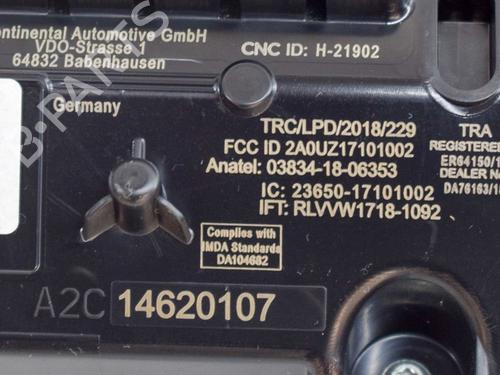 ontinental Automotive GmbH
VDO-Strasse 1
64832 Babenhausen
CNC ID: H-21902
Germany
TRC/LPD/2018/229
FCC ID 2A0UZ17101002
Anatel: 03834-18-06353
IC: 23650-17101002
IFT: RLVVW1718-1092
TRA
REGISTERE
ER64150/1
DEALER N
DA76163/1
Complies with
IMDA Standards
DA104682
A2C 14620107
B-PARTS